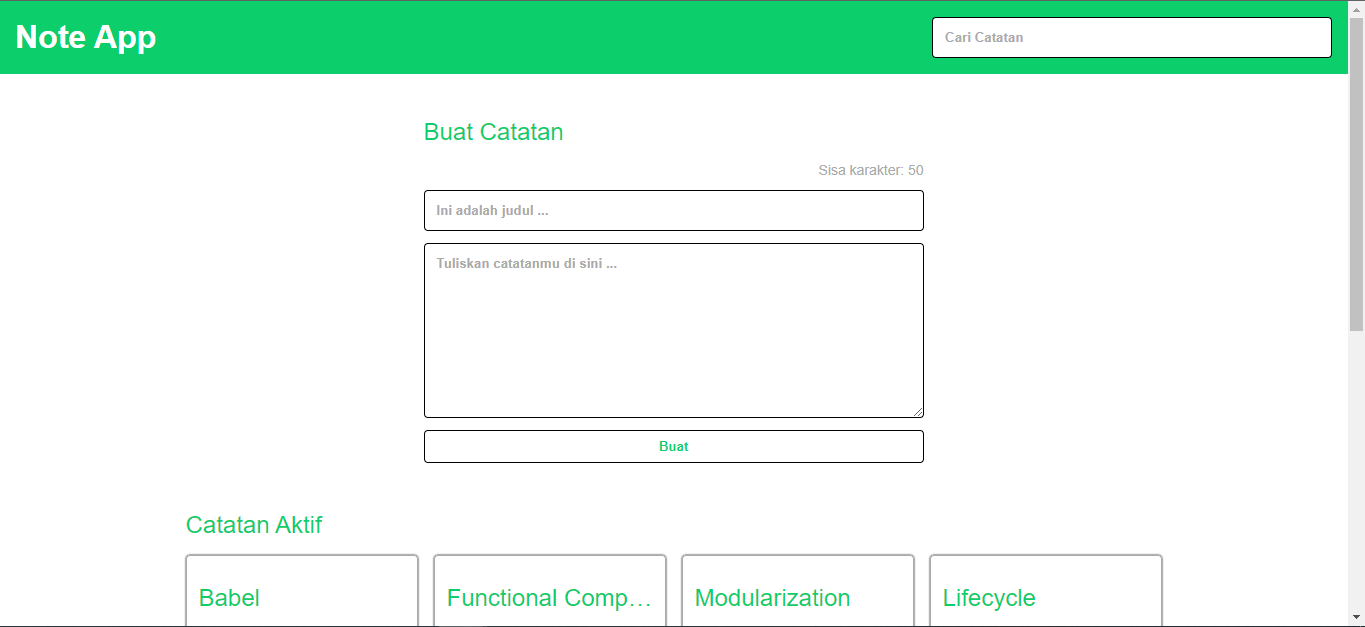 Note App
Cari Catatan
Buat Catatan
Sisa karakter: 50
Ini adalah judul ...
Tuliskan catatanmu di sini ...
Buat
Catatan Aktif
Babel
Functional Comp...
Modularization
Lifecycle